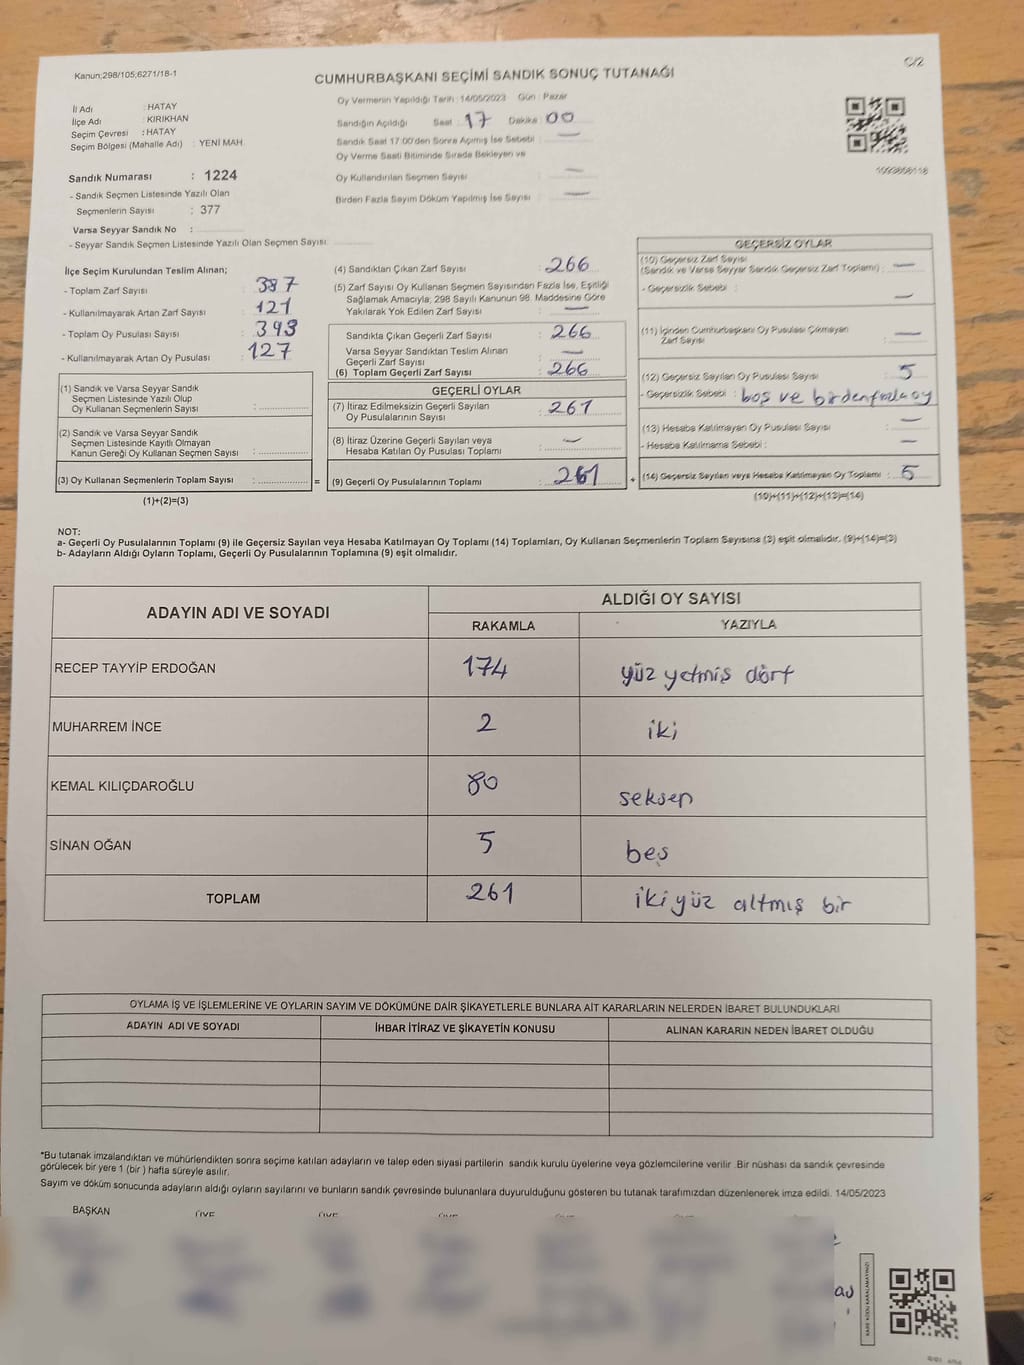 Kanun;298/105;6271/18-1
C/2
CUMHURBAŞKANI SEÇİMİ SANDIK SONUÇ TUTANAĞI
Oy Vermenin Yapıldığı Tarih : 14/05/2023 Gün : Pazar
İl Adı : HATAY
İlçe Adı : KIRIKHAN
Seçim Çevresi : HATAY
Seçim Bölgesi (Mahalle Adı) : YENİ MAH.
Sandığın Açıldığı Saat : 17 Dakika : 00
Sandık Saat 17:00'den Sonra Açılmış İse Sebebi : —
Oy Verme Saati Bitiminde Sırada Bekleyen ve
Oy Kullandırılan Seçmen Sayısı : —
Birden Fazla Sayım Döküm Yapılmış İse Sayısı : —
Sandık Numarası : 1224
- Sandık Seçmen Listesinde Yazılı Olan
Seçmenlerin Sayısı : 377
Varsa Seyyar Sandık No :
- Seyyar Sandık Seçmen Listesinde Yazılı Olan Seçmen Sayısı:
İlçe Seçim Kurulundan Teslim Alınan;
- Toplam Zarf Sayısı : 387
- Kullanılmayarak Artan Zarf Sayısı : 121
- Toplam Oy Pusulası Sayısı : 393
- Kullanılmayarak Artan Oy Pusulası : 127
(1) Sandık ve Varsa Seyyar Sandık
Seçmen Listesinde Yazılı Olup
Oy Kullanan Seçmenlerin Sayısı :
(2) Sandık ve Varsa Seyyar Sandık
Seçmen Listesinde Kayıtlı Olmayan
Kanun Gereği Oy Kullanan Seçmen Sayısı :
(3) Oy Kullanan Seçmenlerin Toplam Sayısı :
(1)+(2)=(3)
(4) Sandıktan Çıkan Zarf Sayısı : 266
(5) Zarf Sayısı Oy Kullanan Seçmen Sayısından Fazla İse, Eşitliği
Sağlamak Amacıyla; 298 Sayılı Kanunun 98. Maddesine Göre
Yakılarak Yok Edilen Zarf Sayısı : —
Sandıkta Çıkan Geçerli Zarf Sayısı : 266
Varsa Seyyar Sandıktan Teslim Alınan
Geçerli Zarf Sayısı : —
(6) Toplam Geçerli Zarf Sayısı : 266
GEÇERLİ OYLAR
(7) İtiraz Edilmeksizin Geçerli Sayılan
Oy Pusulalarının Sayısı : 261
(8) İtiraz Üzerine Geçerli Sayılan veya
Hesaba Katılan Oy Pusulası Toplamı : —
= (9) Geçerli Oy Pusulalarının Toplamı : 261
GEÇERSİZ OYLAR
(10) Geçersiz Zarf Sayısı
(Sandık ve Varsa Seyyar Sandık Geçersiz Zarf Toplamı) : —
- Geçersizlik Sebebi : —
(11) İçinden Cumhurbaşkanı Oy Pusulası Çıkmayan
Zarf Sayısı : —
(12) Geçersiz Sayılan Oy Pusulası Sayısı : 5
- Geçersizlik Sebebi : boş ve birden fazla oy
(13) Hesaba Katılmayan Oy Pusulası Sayısı : —
- Hesaba Katılmama Sebebi : —
+ (14) Geçersiz Sayılan veya Hesaba Katılmayan Oy Toplamı : 5
(10)+(11)+(12)+(13)=(14)
NOT:
a- Geçerli Oy Pusulalarının Toplamı (9) ile Geçersiz Sayılan veya Hesaba Katılmayan Oy Toplamı (14) Toplamları, Oy Kullanan Seçmenlerin Toplam Sayısına (3) eşit olmalıdır. (9)+(14)=(3)
b- Adayların Aldığı Oyların Toplamı, Geçerli Oy Pusulalarının Toplamına (9) eşit olmalıdır.
ADAYIN ADI VE SOYADI ALDIĞI OY SAYISI
RAKAMLA YAZIYLA
RECEP TAYYİP ERDOĞAN 174 yüz yetmiş dört
MUHARREM İNCE 2 iki
KEMAL KILIÇDAROĞLU 80 seksen
SİNAN OĞAN 5 beş
TOPLAM 261 iki yüz altmış bir
OYLAMA İŞ VE İŞLEMLERİNE VE OYLARIN SAYIM VE DÖKÜMÜNE DAİR ŞİKAYETLERLE BUNLARA AİT KARARLARIN NELERDEN İBARET BULUNDUKLARI
ADAYIN ADI VE SOYADI İHBAR İTİRAZ VE ŞİKAYETİN KONUSU ALINAN KARARIN NEDEN İBARET OLDUĞU
*Bu tutanak imzalandıktan ve mühürlendikten sonra seçime katılan adayların ve talep eden siyasi partilerin sandık kurulu üyelerine veya gözlemcilerine verilir .Bir nüshası da sandık çevresinde
görülecek bir yere 1 (bir ) hafta süreyle asılır.
Sayım ve döküm sonucunda adayların aldığı oyların sayılarını ve bunların sandık çevresinde bulunanlara duyurulduğunu gösteren bu tutanak tarafımızdan düzenlenerek imza edildi. 14/05/2023
BAŞKAN ÜYE ÜYE ÜYE
KARE KODU KARALAMAYINIZ!